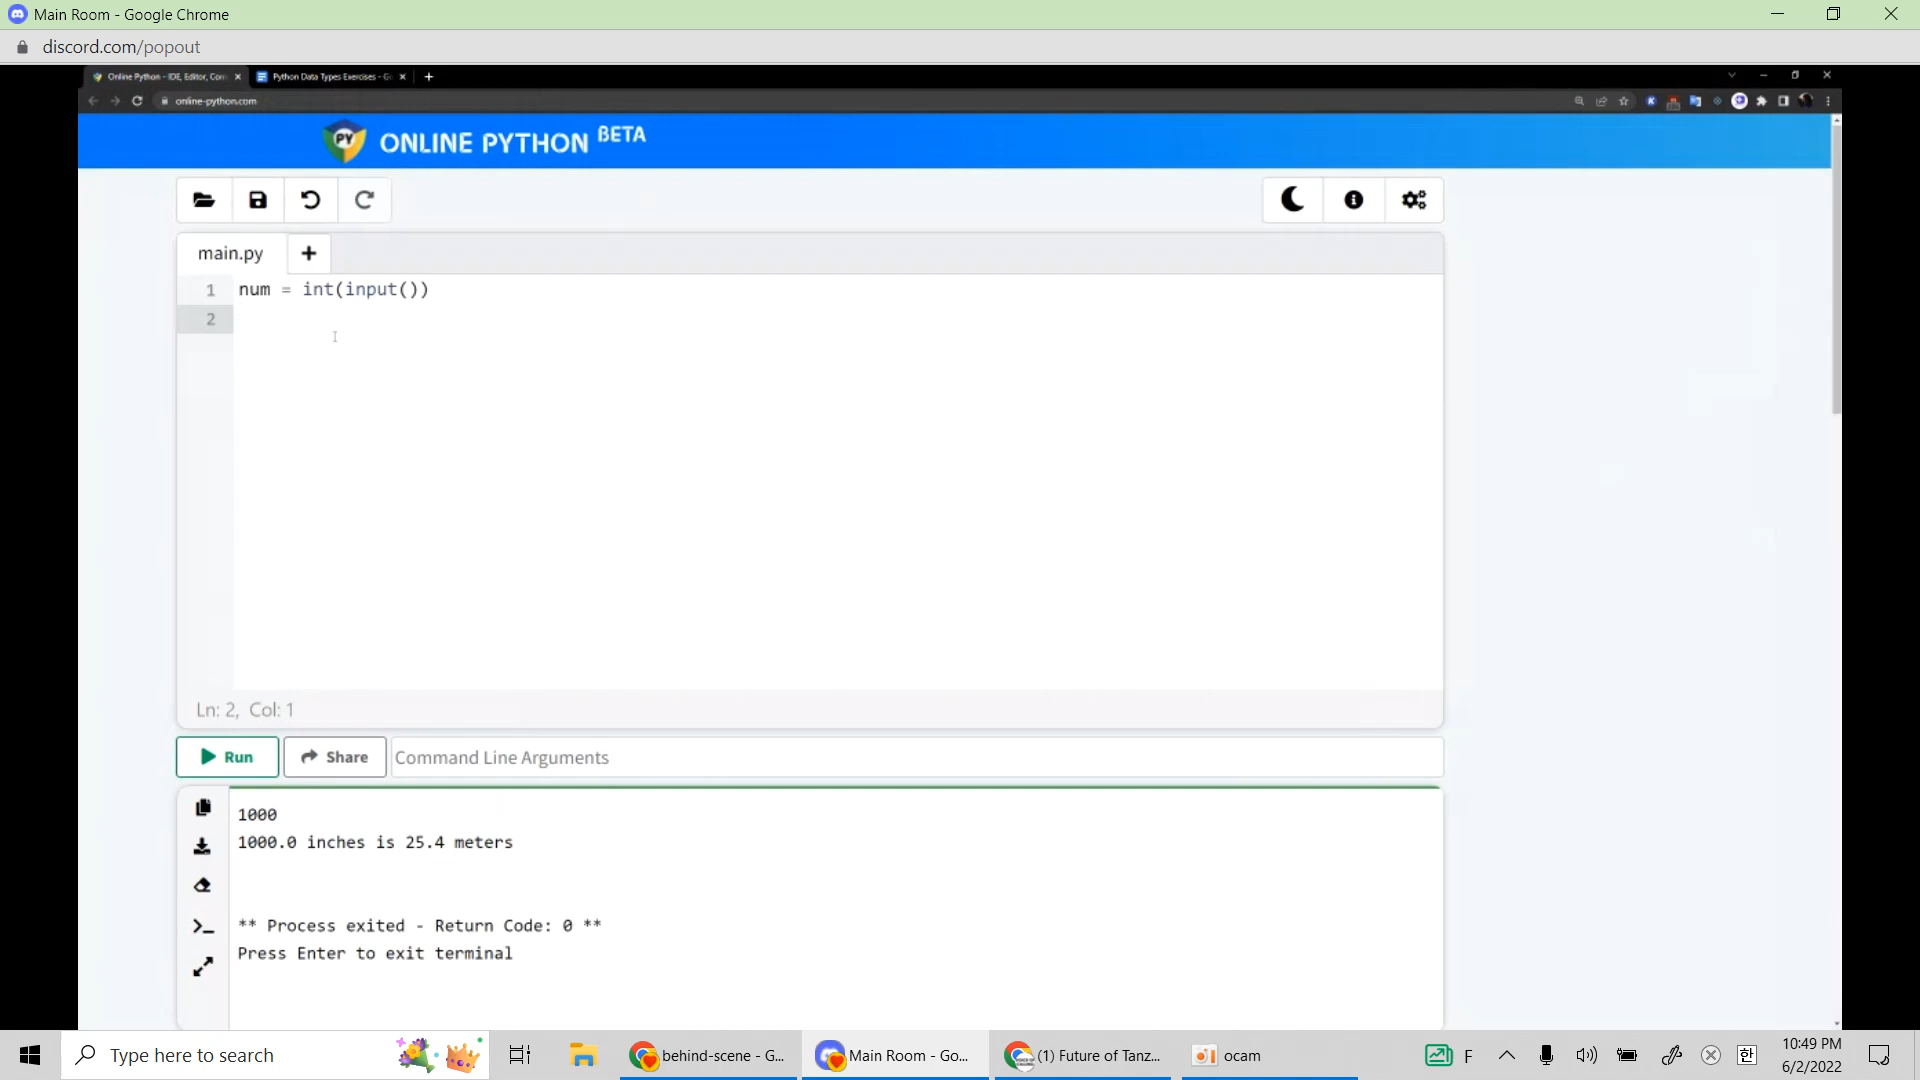 Main Room - Google Chrome
discord.com/popout
Online Python - IDE, Editor, Com
Python Data Types Exercises - Go
online-python.com
PY ONLINE PYTHON BETA
main.py
1 num = int(input())
2
Ln: 2, Col: 1
Run
Share
Command Line Arguments
1000
1000.0 inches is 25.4 meters
** Process exited - Return Code: 0 **
Press Enter to exit terminal
Type here to search
behind-scene - G...
Main Room - Go...
(1) Future of Tanz...
ocam
F
한
10:49 PM
6/2/2022